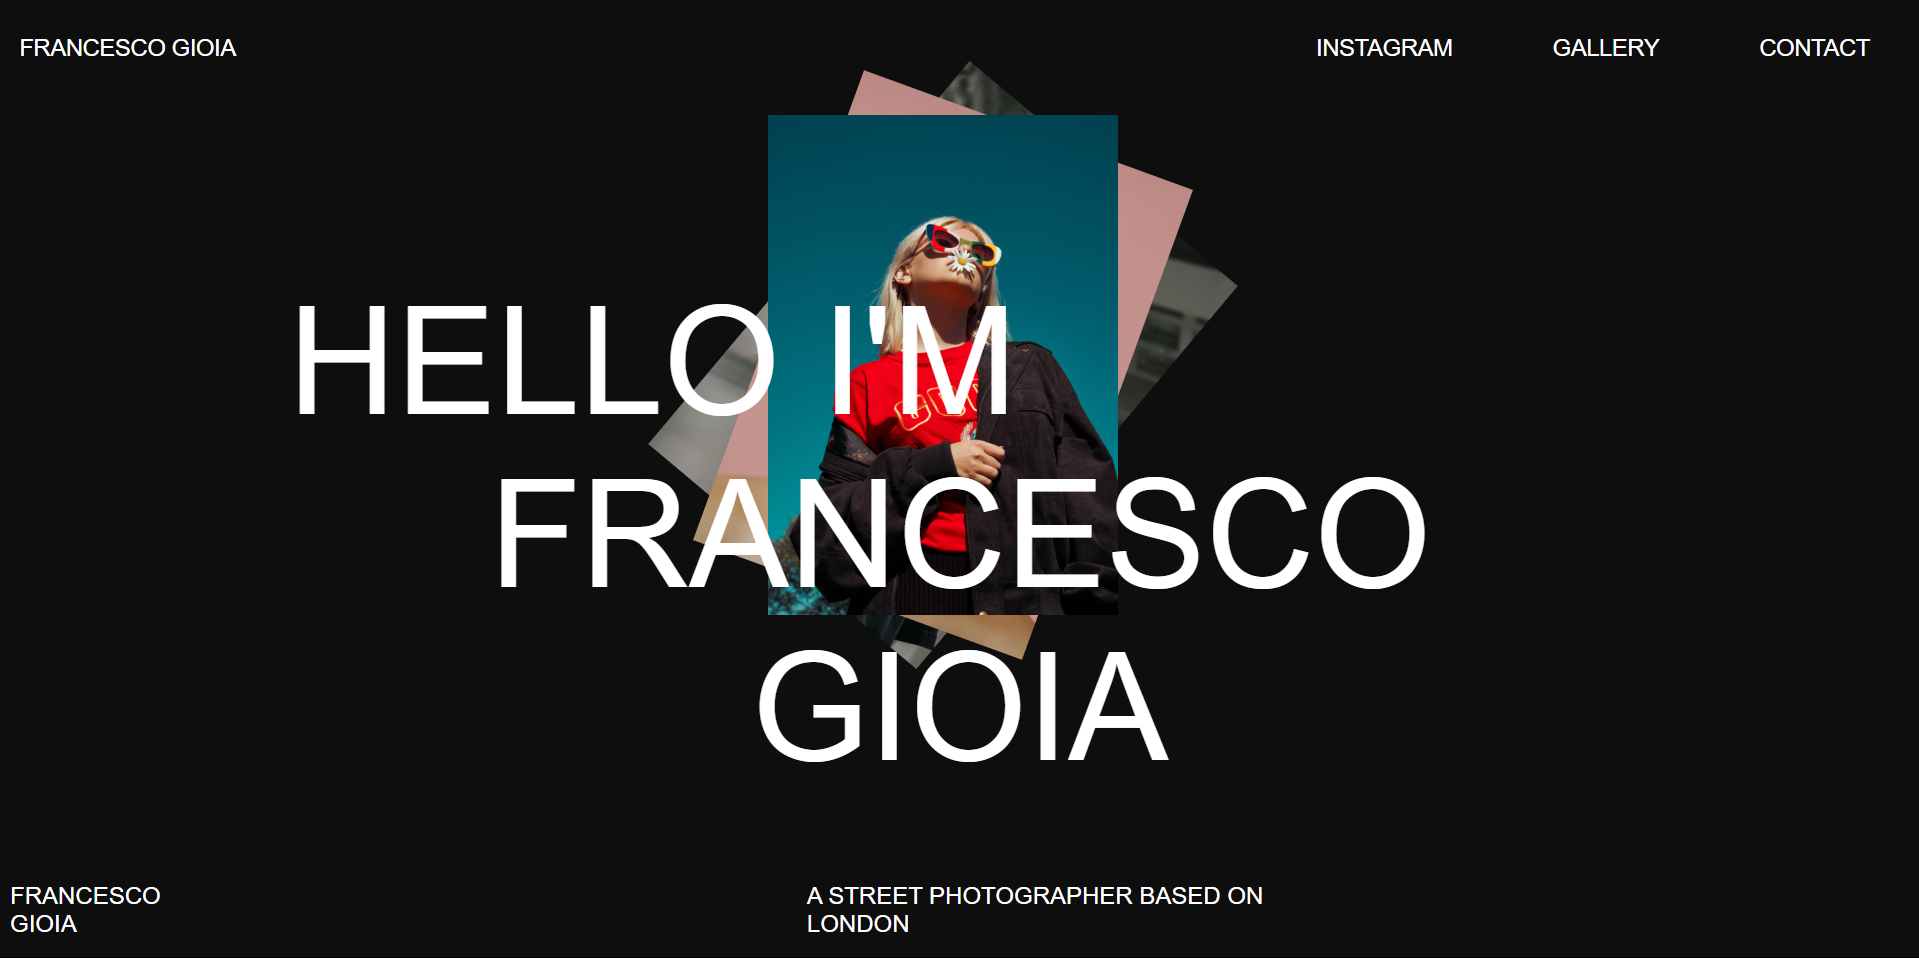 FRANCESCO GIOIA
INSTAGRAM
GALLERY
CONTACT
HELLO I'M
FRANCESCO
GIOIA
FRANCESCO
GIOIA
A STREET PHOTOGRAPHER BASED ON
LONDON